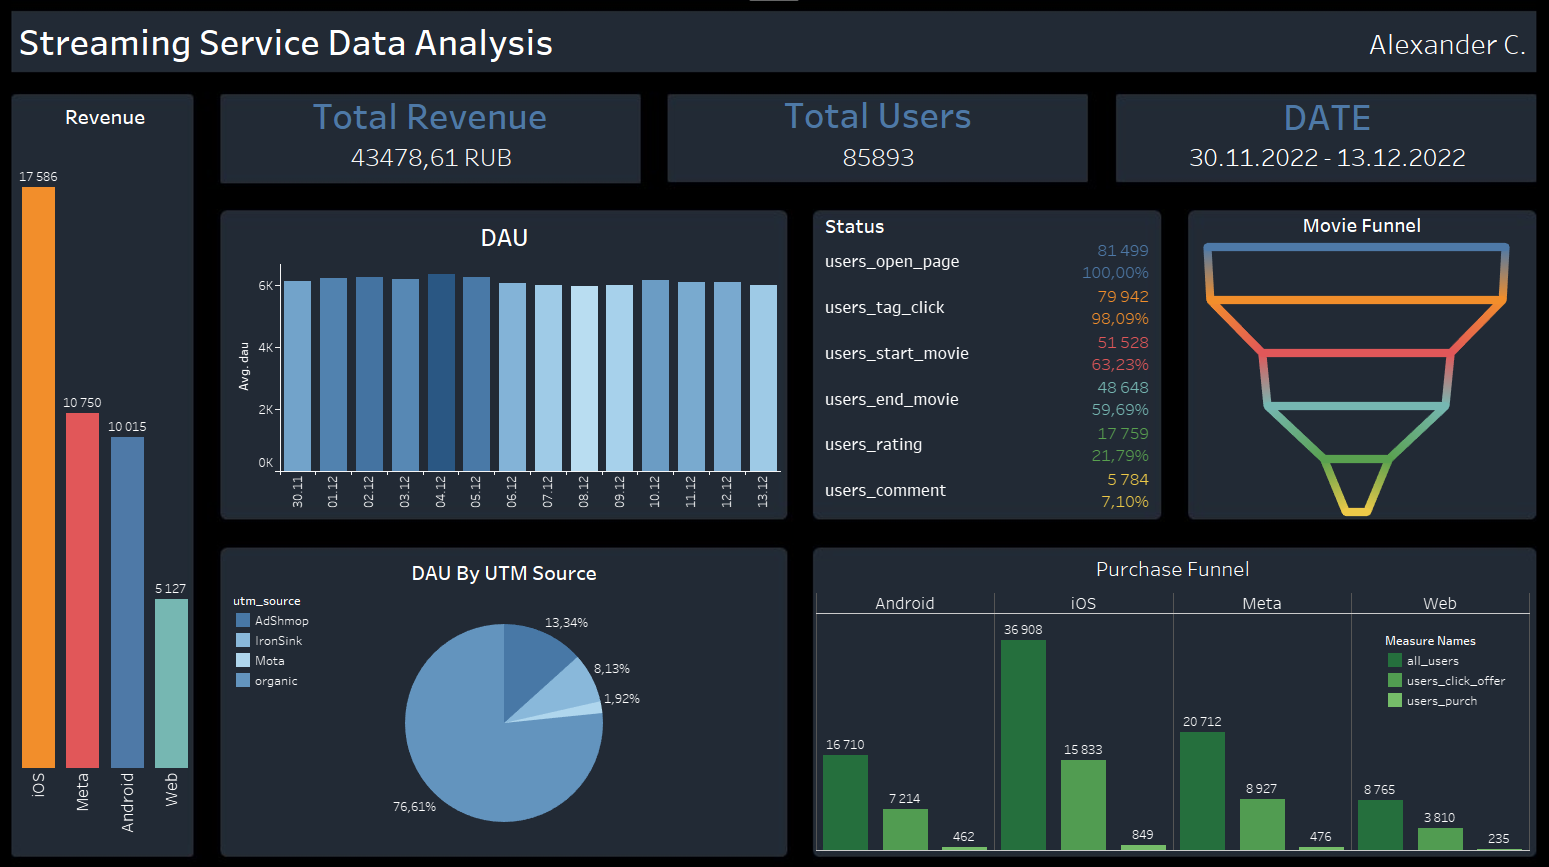 Streaming Service Data Analysis
Alexander C.
Revenue
17 586
10 750
10 015
5 127
iOS
Meta
Android
Web
Total Revenue
43478,61 RUB
Total Users
85893
DATE
30.11.2022 - 13.12.2022
DAU
Avg. dau
6K
4K
2K
0K
30.11
01.12
02.12
03.12
04.12
05.12
06.12
07.12
08.12
09.12
10.12
11.12
12.12
13.12
Status
users_open_page
81 499
100,00%
users_tag_click
79 942
98,09%
users_start_movie
51 528
63,23%
users_end_movie
48 648
59,69%
users_rating
17 759
21,79%
users_comment
5 784
7,10%
Movie Funnel
DAU By UTM Source
utm_source
AdShmop
IronSink
Mota
organic
13,34%
8,13%
1,92%
76,61%
Purchase Funnel
Android
iOS
Meta
Web
16 710
7 214
462
36 908
15 833
849
20 712
8 927
476
8 765
3 810
235
Measure Names
all_users
users_click_offer
users_purch